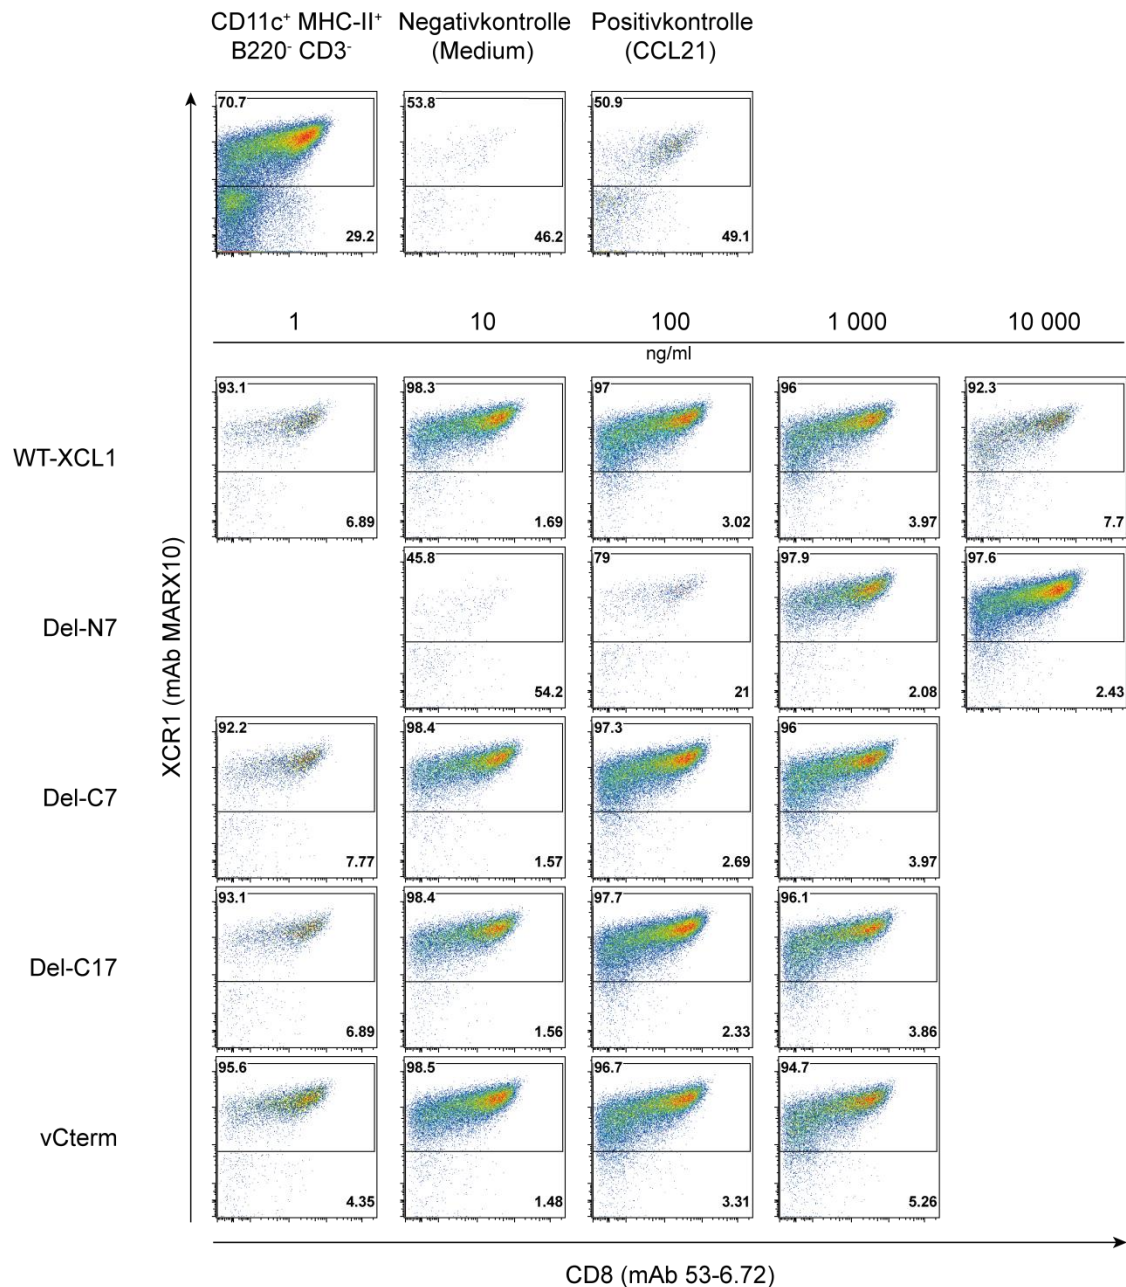 CD11c⁺ MHC-II⁺ Negativkontrolle Positivkontrolle
B220⁻ CD3⁻ (Medium) (CCL21)
70.7 53.8 50.9
29.2 46.2 49.1
1 10 100 1 000 10 000
ng/ml
93.1 98.3 97 96 92.3
WT-XCL1
6.89 1.69 3.02 3.97 7.7
45.8 79 97.9 97.6
Del-N7
54.2 21 2.08 2.43
92.2 98.4 97.3 96
Del-C7
7.77 1.57 2.69 3.97
93.1 98.4 97.7 96.1
Del-C17
6.89 1.56 2.33 3.86
95.6 98.5 96.7 94.7
vCterm
4.35 1.48 3.31 5.26
XCR1 (mAb MARX10)
CD8 (mAb 53-6.72)